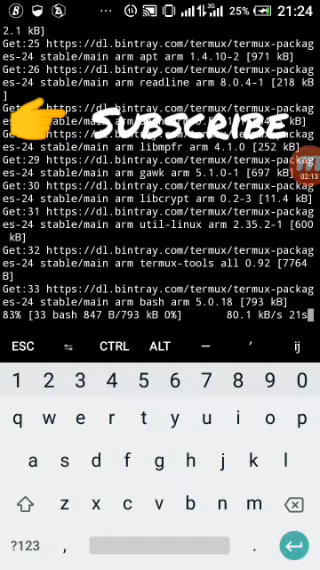 25% 21:24
2.1 kB]
Get:25 https://dl.bintray.com/termux/termux-packag
es-24 stable/main arm apt arm 1.4.10-2 [971 kB]
Get:26 https://dl.bintray.com/termux/termux-packag
es-24 stable/main arm readline arm 8.0.4-1 [218 kB
]
SUBSCRIBE
es-24 stable/main arm libmpfr arm 4.1.0 [252 kB]
Get:29 https://dl.bintray.com/termux/termux-packag
es-24 stable/main arm gawk arm 5.1.0-1 [697 kB]
Get:30 https://dl.bintray.com/termux/termux-packag
es-24 stable/main arm libcrypt arm 0.2-3 [11.4 kB]
Get:31 https://dl.bintray.com/termux/termux-packag
es-24 stable/main arm util-linux arm 2.35.2-1 [600
kB]
Get:32 https://dl.bintray.com/termux/termux-packag
es-24 stable/main arm termux-tools all 0.92 [7764
B]
Get:33 https://dl.bintray.com/termux/termux-packag
es-24 stable/main arm bash arm 5.0.18 [793 kB]
83% [33 bash 847 B/793 kB 0%] 80.1 kB/s 21s
02:13
ESC CTRL ALT — ′ ij
1 2 3 4 5 6 7 8 9 0
q w e r t y u i o p
a s d f g h j k l
z x c v b n m
?123 , .